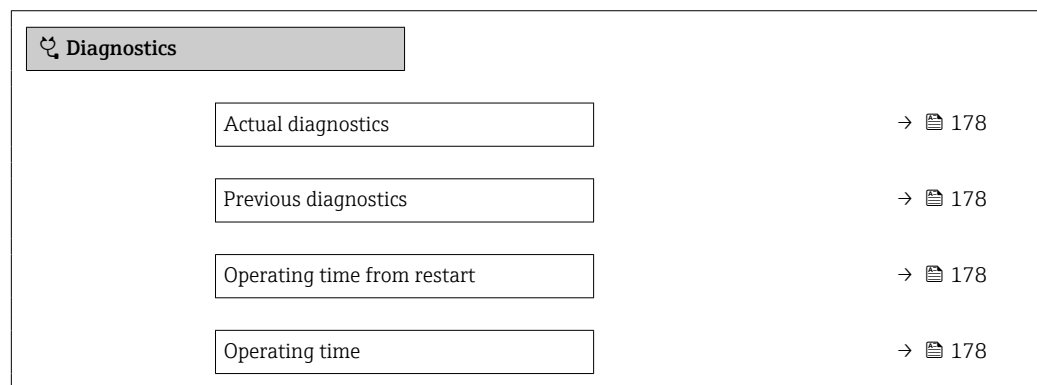 Diagnostics
Actual diagnostics → 178
Previous diagnostics → 178
Operating time from restart → 178
Operating time → 178